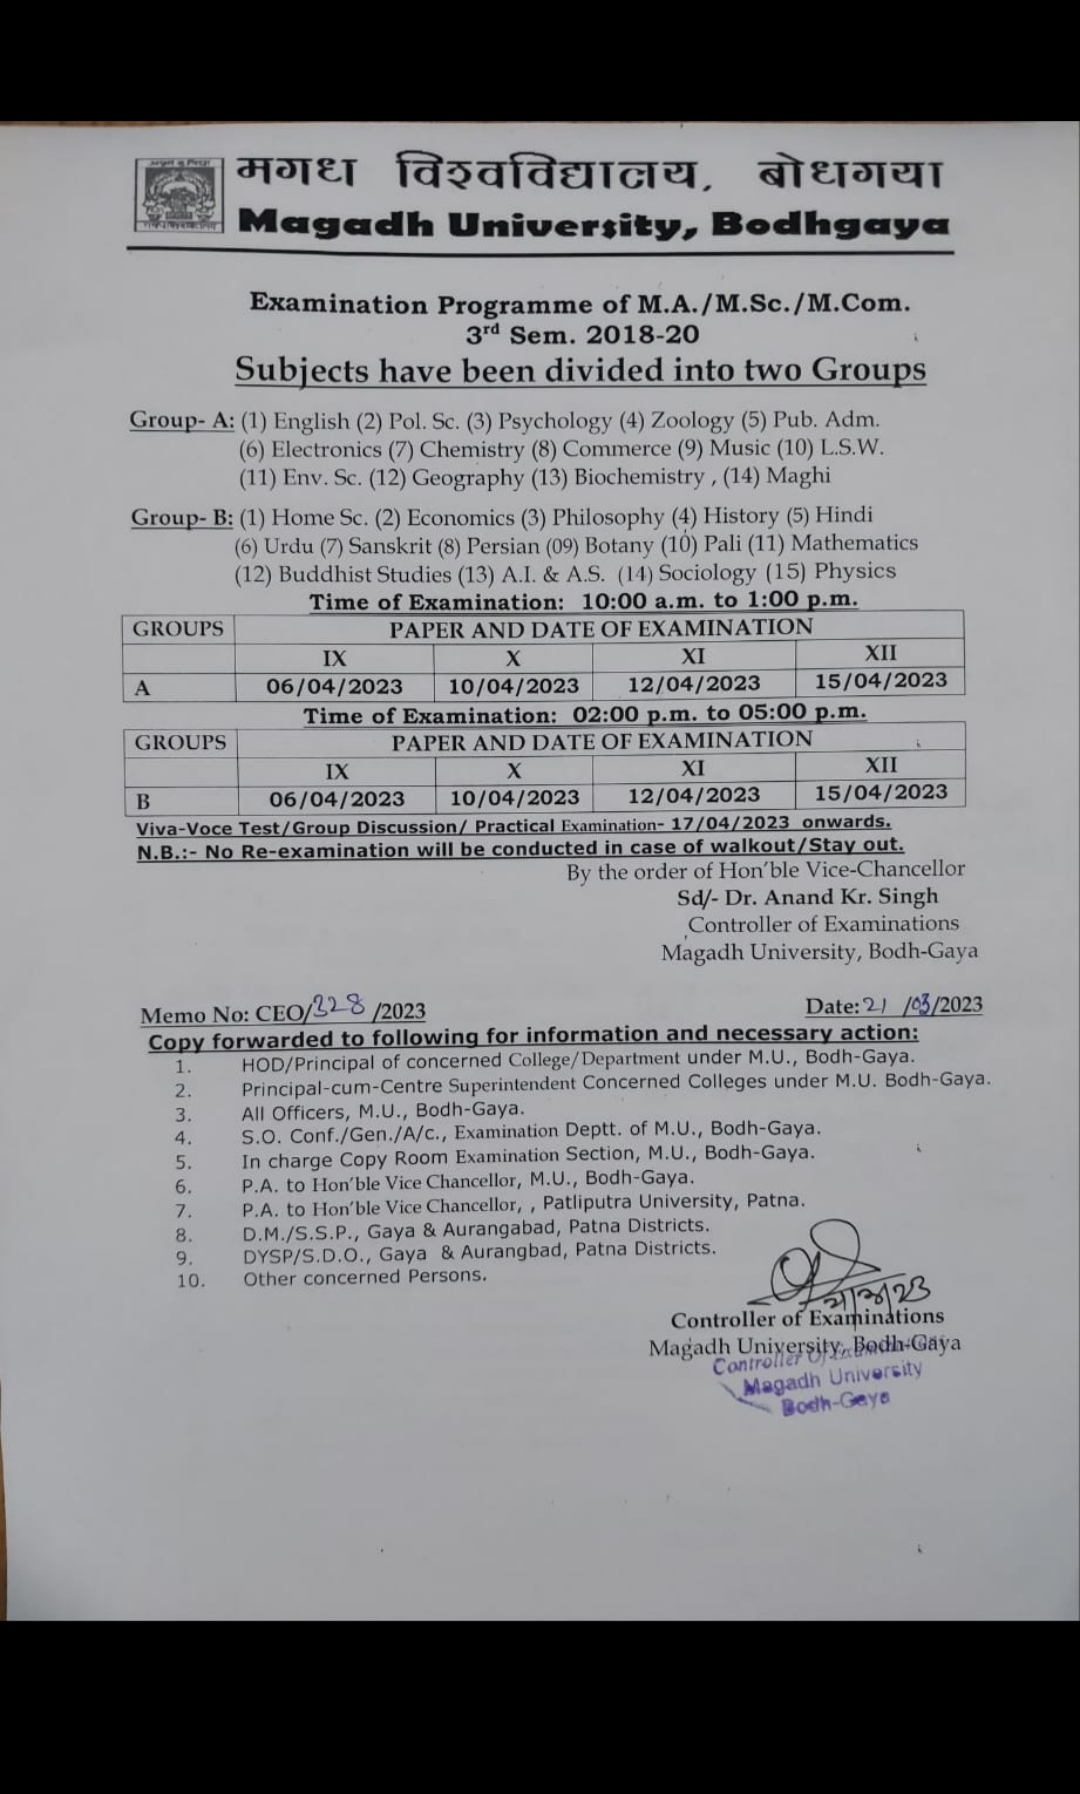 मगध विश्वविद्यालय, बोधगया
Magadh University, Bodhgaya
Examination Programme of M.A./M.Sc./M.Com.
3rd Sem. 2018-20
Subjects have been divided into two Groups
Group- A: (1) English (2) Pol. Sc. (3) Psychology (4) Zoology (5) Pub. Adm.
(6) Electronics (7) Chemistry (8) Commerce (9) Music (10) L.S.W.
(11) Env. Sc. (12) Geography (13) Biochemistry , (14) Maghi
Group- B: (1) Home Sc. (2) Economics (3) Philosophy (4) History (5) Hindi
(6) Urdu (7) Sanskrit (8) Persian (09) Botany (10) Pali (11) Mathematics
(12) Buddhist Studies (13) A.I. & A.S. (14) Sociology (15) Physics
Time of Examination: 10:00 a.m. to 1:00 p.m.
GROUPS PAPER AND DATE OF EXAMINATION
IX X XI XII
A 06/04/2023 10/04/2023 12/04/2023 15/04/2023
Time of Examination: 02:00 p.m. to 05:00 p.m.
GROUPS PAPER AND DATE OF EXAMINATION
IX X XI XII
B 06/04/2023 10/04/2023 12/04/2023 15/04/2023
Viva-Voce Test/Group Discussion/ Practical Examination- 17/04/2023 onwards.
N.B.:- No Re-examination will be conducted in case of walkout/Stay out.
By the order of Hon'ble Vice-Chancellor
Sd/- Dr. Anand Kr. Singh
Controller of Examinations
Magadh University, Bodh-Gaya
Memo No: CEO/328 /2023 Date: 21 /03/2023
Copy forwarded to following for information and necessary action:
1. HOD/Principal of concerned College/Department under M.U., Bodh-Gaya.
2. Principal-cum-Centre Superintendent Concerned Colleges under M.U. Bodh-Gaya.
3. All Officers, M.U., Bodh-Gaya.
4. S.O. Conf./Gen./A/c., Examination Deptt. of M.U., Bodh-Gaya.
5. In charge Copy Room Examination Section, M.U., Bodh-Gaya.
6. P.A. to Hon'ble Vice Chancellor, M.U., Bodh-Gaya.
7. P.A. to Hon'ble Vice Chancellor, , Patliputra University, Patna.
8. D.M./S.S.P., Gaya & Aurangabad, Patna Districts.
9. DYSP/S.D.O., Gaya & Aurangbad, Patna Districts.
10. Other concerned Persons.
21/3/23
Controller of Examinations
Magadh University, Bodh-Gaya
Controller Of
Magadh University
Bodh-Gaya